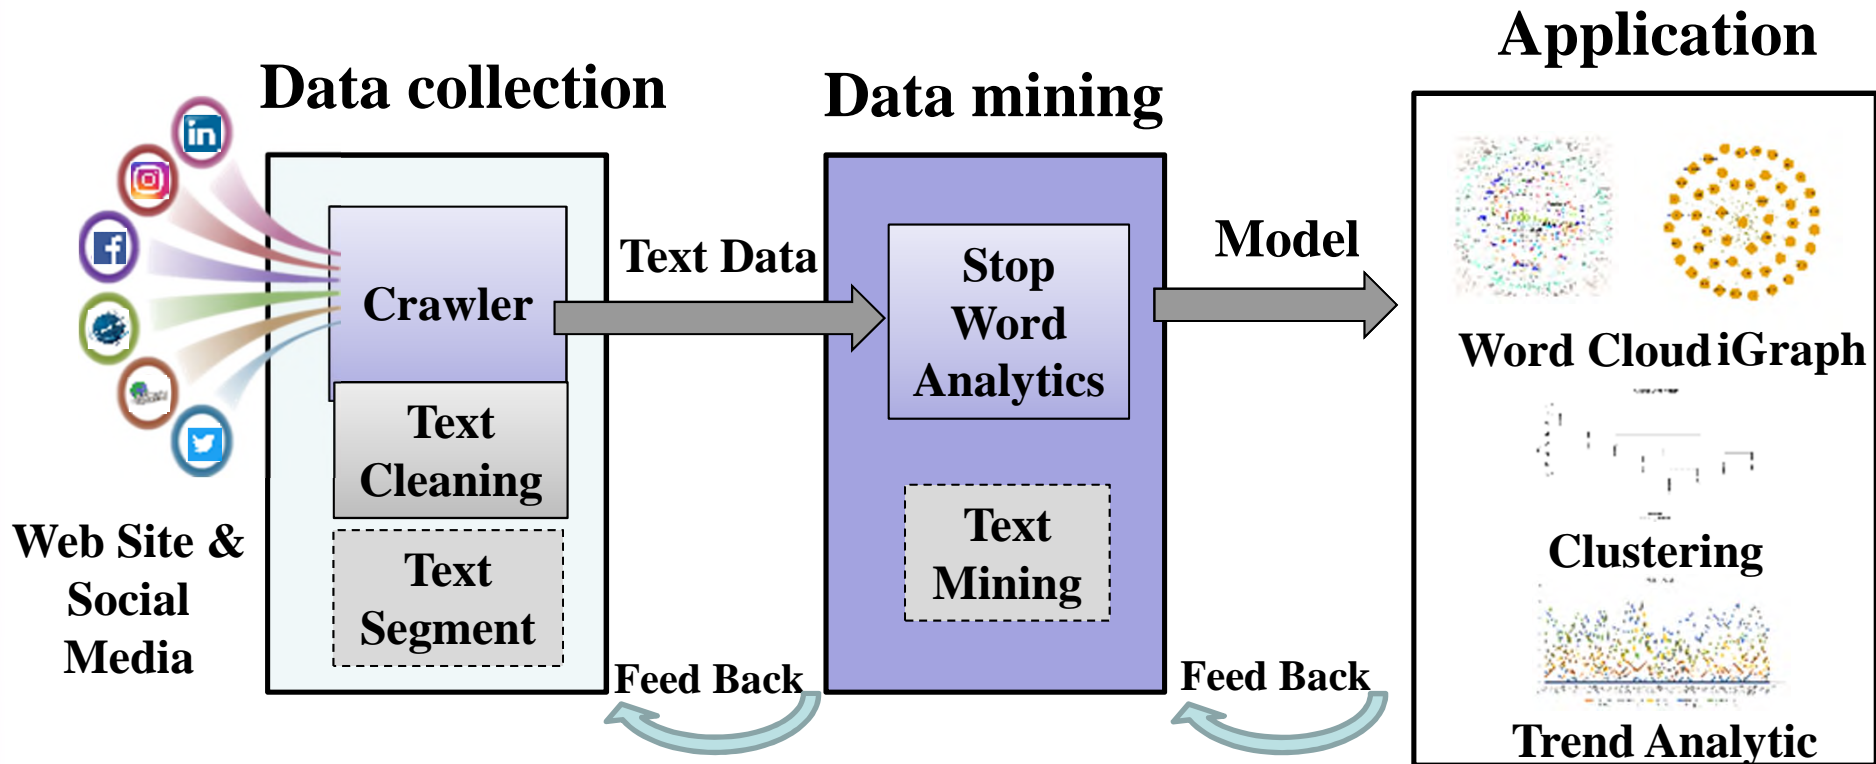 Application
Data collection
Data mining
in
Crawler
Text
Cleaning
Text
Segment
Web Site &
Social
Media
Text Data
Stop
Word
Analytics
Text
Mining
Model
Word Cloud iGraph
Clustering
Trend Analytic
Feed Back
Feed Back